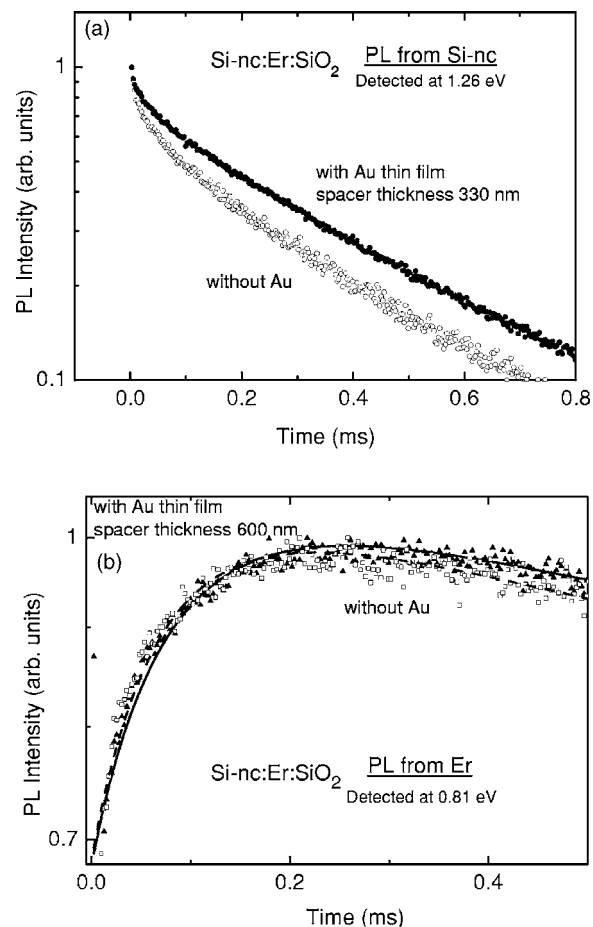 (a)
Si-nc:Er:SiO2 PL from Si-nc
Detected at 1.26 eV
with Au thin film
spacer thickness 330 nm
without Au
PL Intensity (arb. units)
1
0.1
0.0 0.2 0.4 0.6 0.8
Time (ms)
with Au thin film
spacer thickness 600 nm
(b)
without Au
Si-nc:Er:SiO2 PL from Er
Detected at 0.81 eV
PL Intensity (arb. units)
1
0.7
0.0 0.2 0.4
Time (ms)